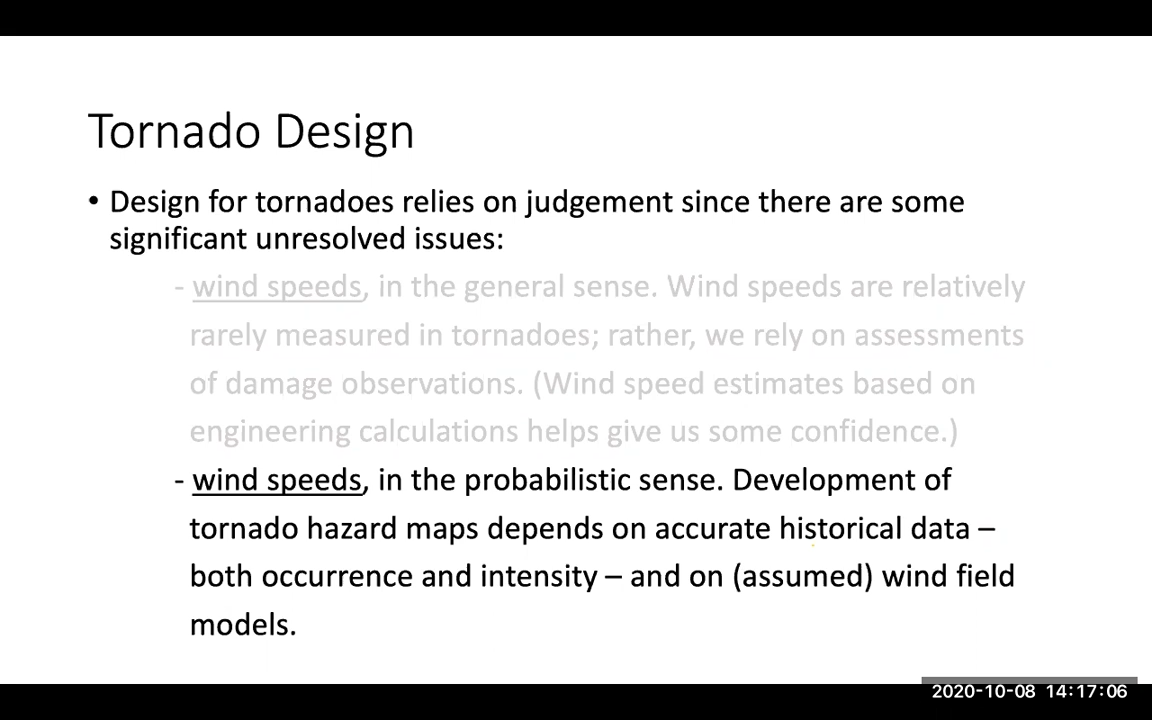 Tornado Design
• Design for tornadoes relies on judgement since there are some
significant unresolved issues:
- wind speeds, in the general sense. Wind speeds are relatively
rarely measured in tornadoes; rather, we rely on assessments
of damage observations. (Wind speed estimates based on
engineering calculations helps give us some confidence.)
- wind speeds, in the probabilistic sense. Development of
tornado hazard maps depends on accurate historical data –
both occurrence and intensity – and on (assumed) wind field
models.
2020-10-08 14:17:06